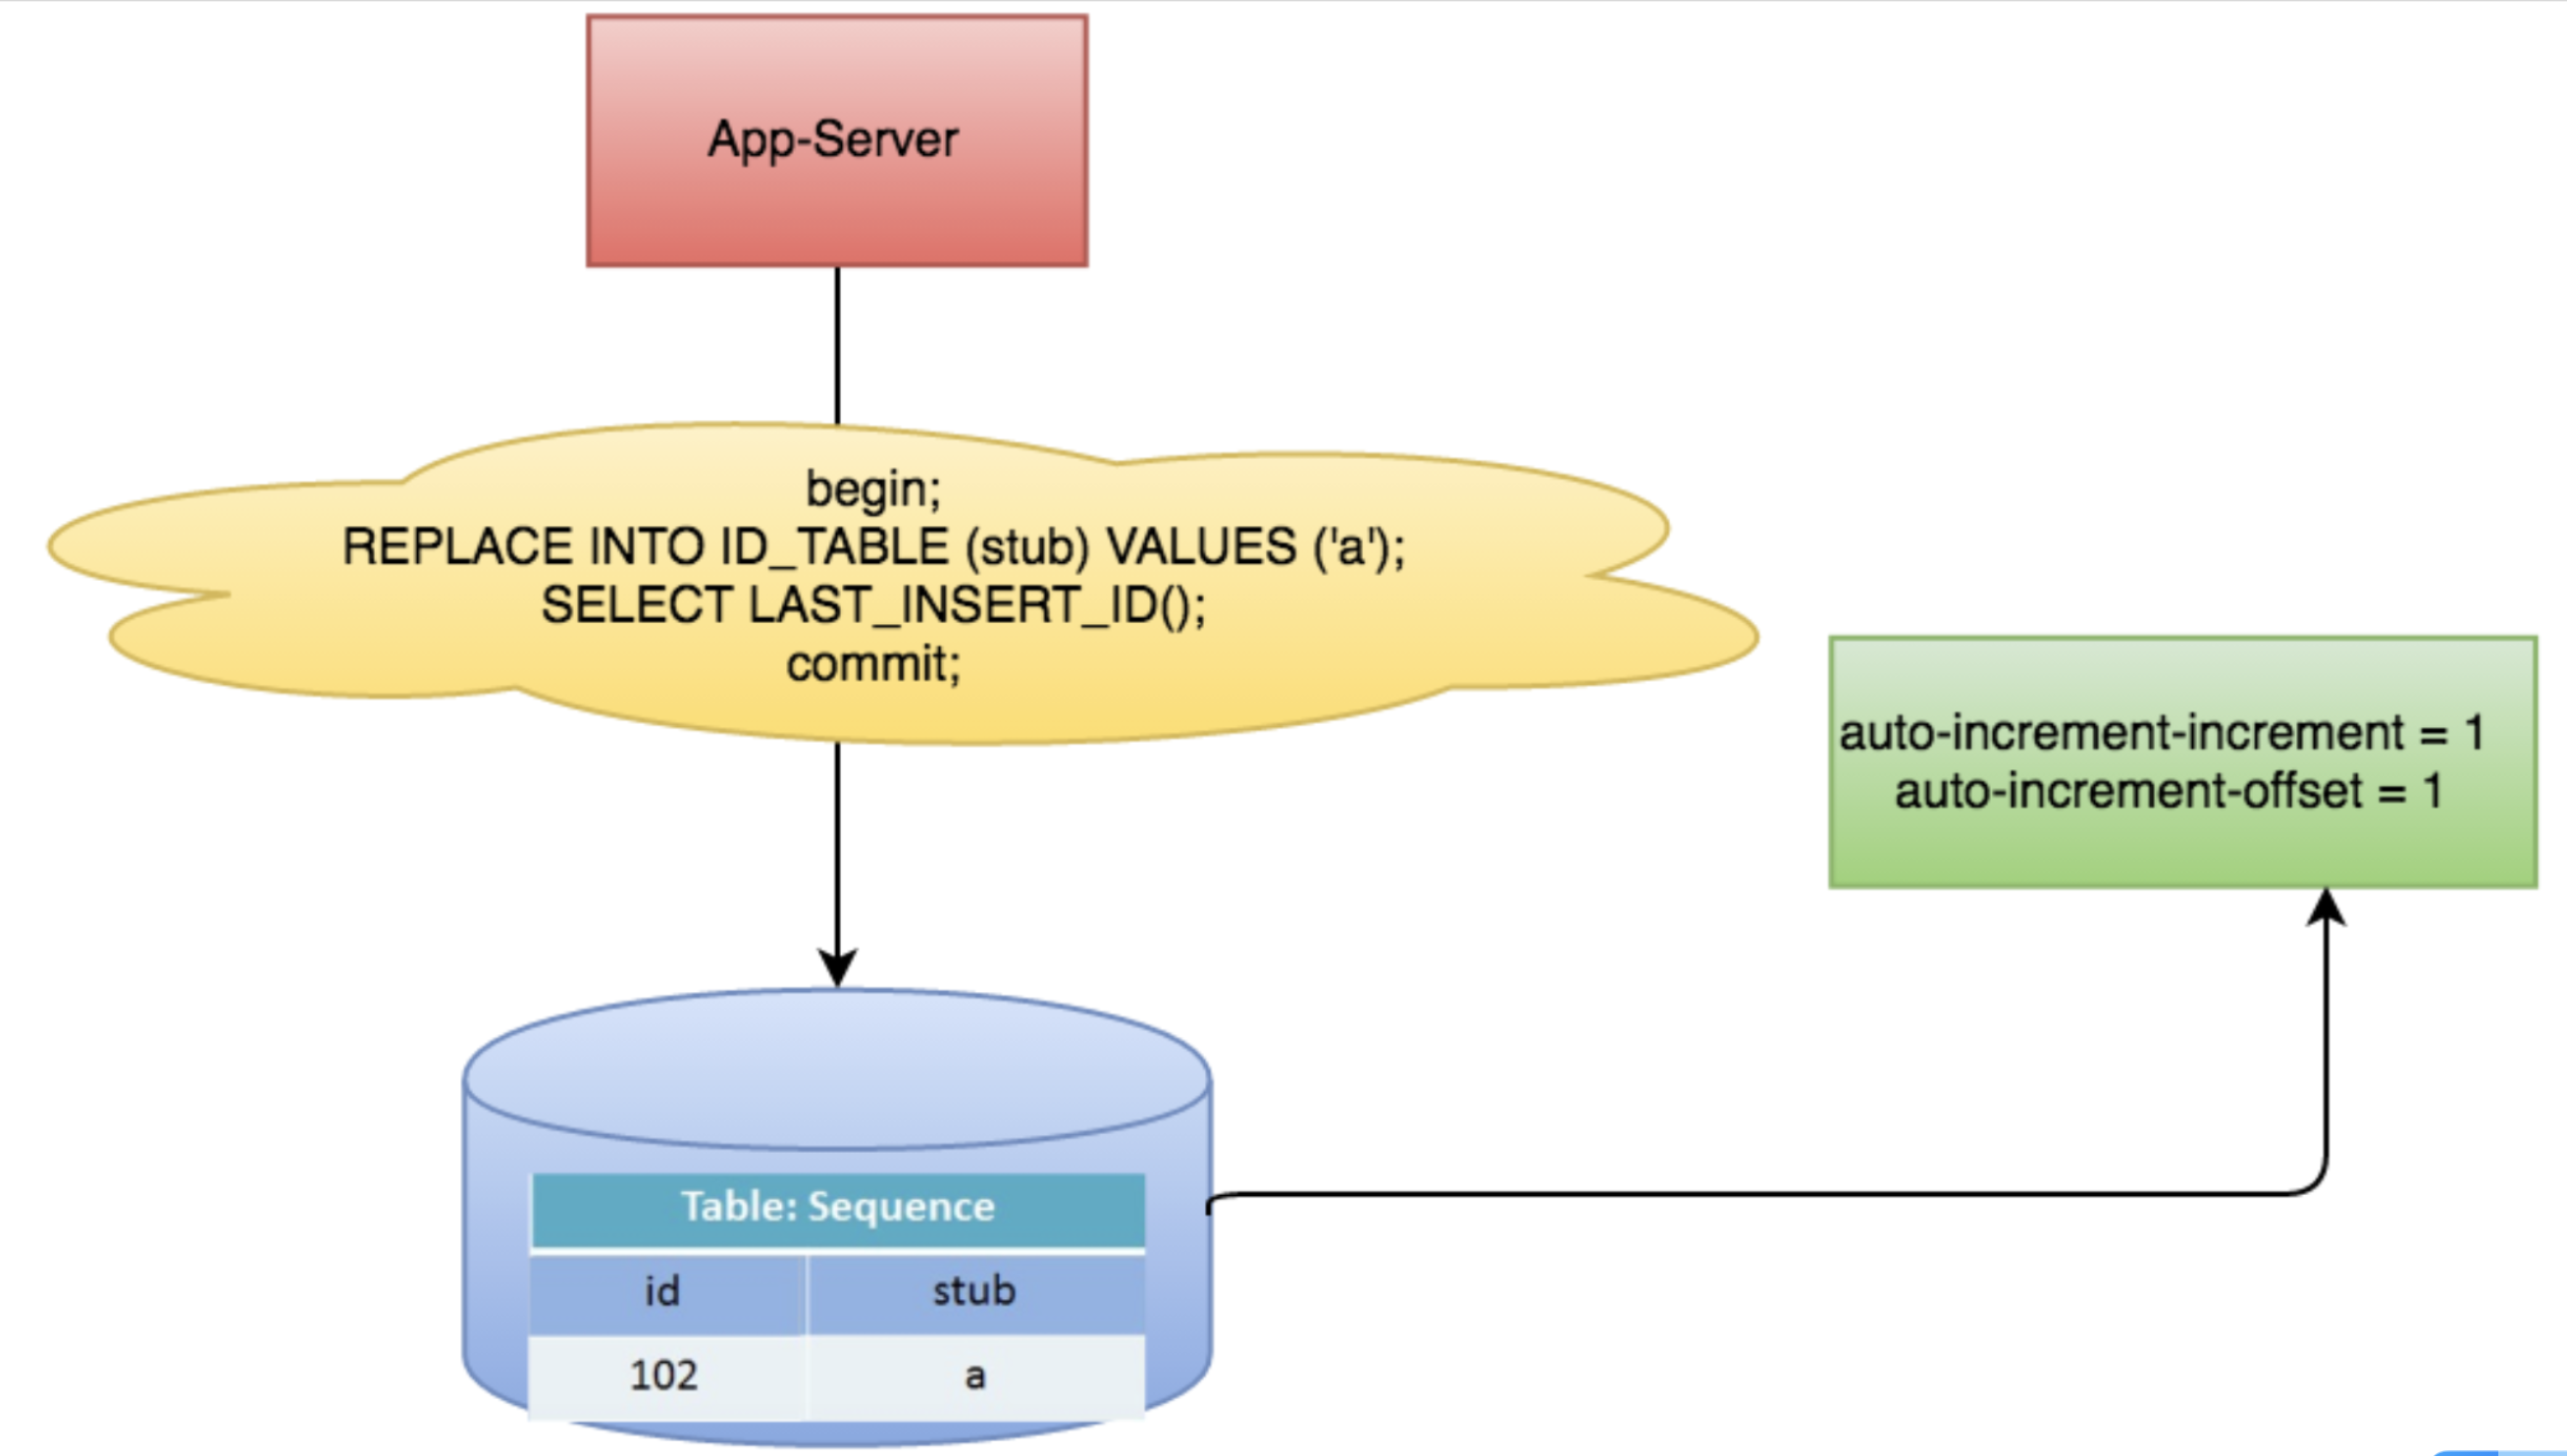 App-Server
begin;
REPLACE INTO ID_TABLE (stub) VALUES ('a');
SELECT LAST_INSERT_ID();
commit;
auto-increment-increment = 1
auto-increment-offset = 1
Table: Sequence
id stub
102 a